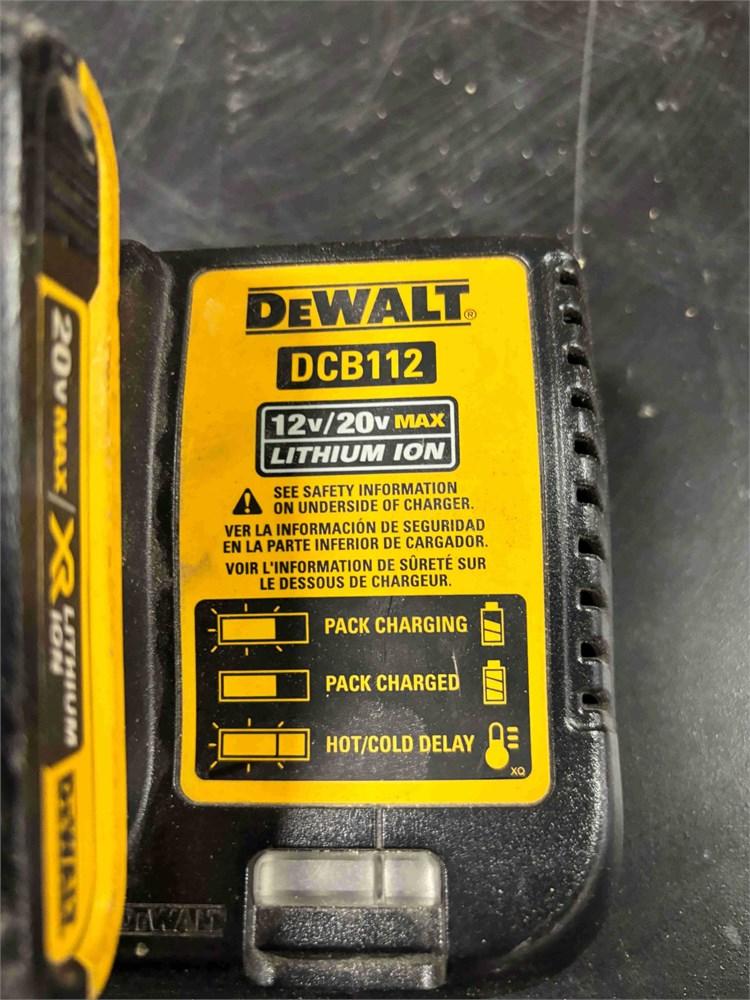 DEWALT®
DCB112
12V/20V MAX
LITHIUM ION
SEE SAFETY INFORMATION
ON UNDERSIDE OF CHARGER.
VER LA INFORMACIÓN DE SEGURIDAD
EN LA PARTE INFERIOR DE CARGADOR.
VOIR L'INFORMATION DE SÛRETÉ SUR
LE DESSOUS DE CHARGEUR.
PACK CHARGING
PACK CHARGED
HOT/COLD DELAY
XQ
20V MAX/XR LITHIUM
ION
DEWALT
DEWALT